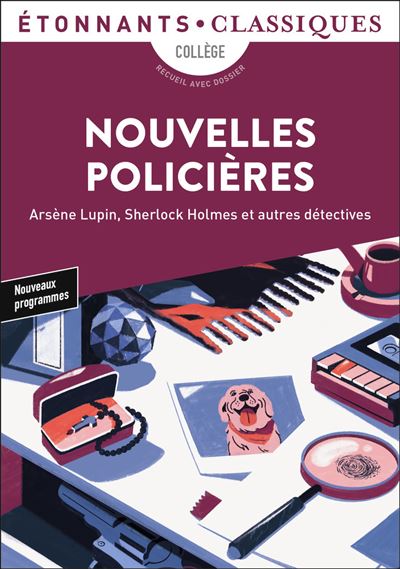 ÉTONNANTS • CLASSIQUES
COLLÈGE
RECUEIL AVEC DOSSIER
NOUVELLES
POLICIÈRES
Arsène Lupin, Sherlock Holmes et autres détectives
Nouveaux
programmes